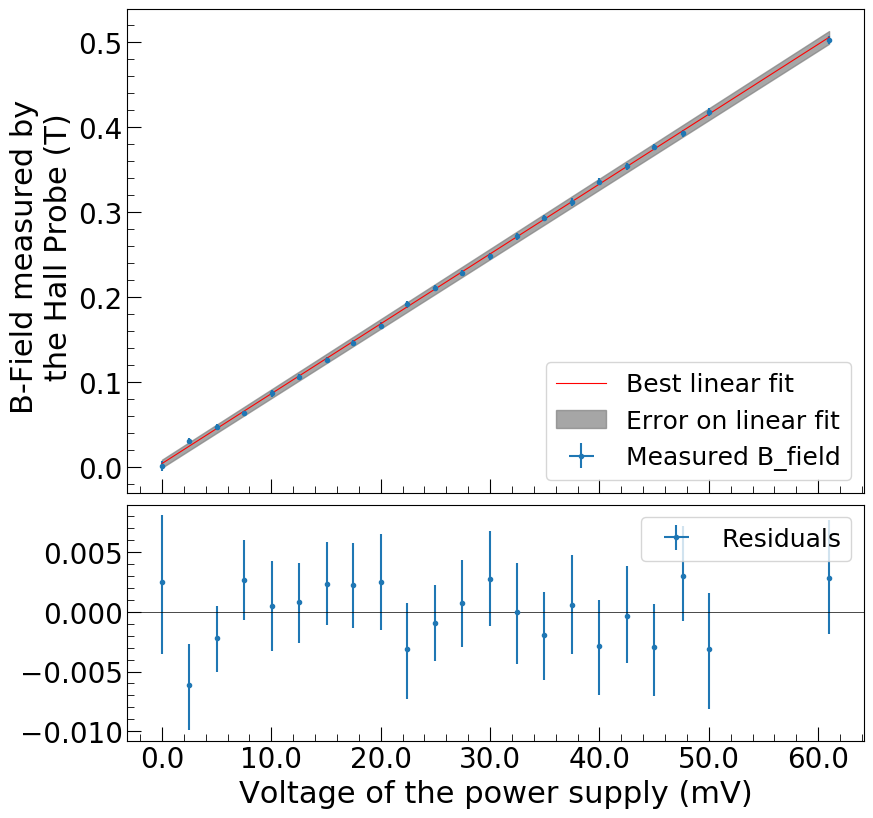 B-Field measured by
the Hall Probe (T)
0.5
0.4
0.3
0.2
0.1
0.0
Best linear fit
Error on linear fit
Measured B_field
0.005
0.000
−0.005
−0.010
Residuals
0.0 10.0 20.0 30.0 40.0 50.0 60.0
Voltage of the power supply (mV)